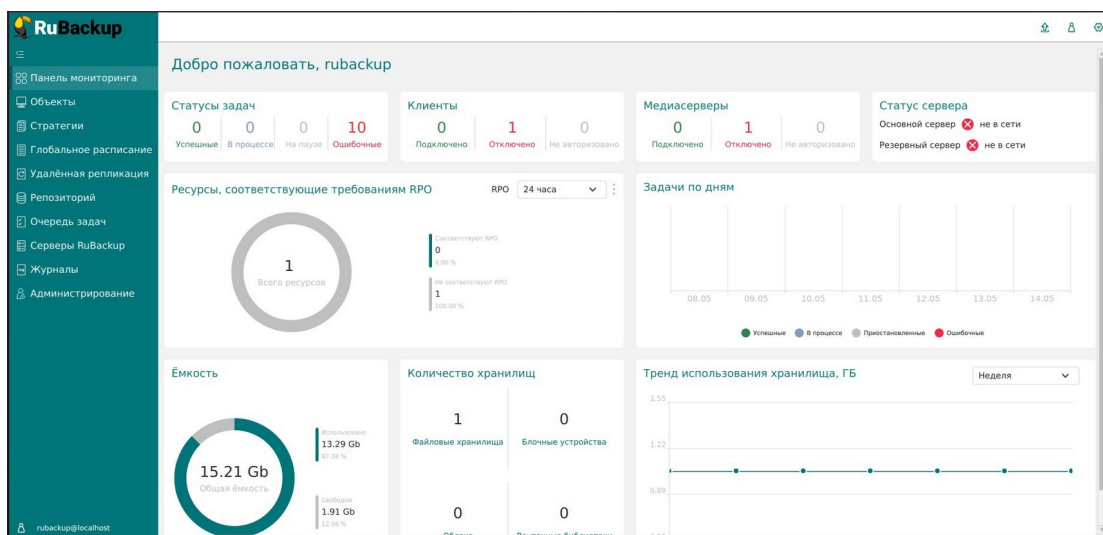 RuBackup
Панель мониторинга
Объекты
Стратегии
Глобальное расписание
Удалённая репликация
Репозиторий
Очередь задач
Серверы RuBackup
Журналы
Администрирование
rubackup@localhost
Добро пожаловать, rubackup
Статусы задач
0 0 0 10
Успешные В процессе На паузе Ошибочные
Клиенты
0 1 0
Подключено Отключено Не авторизовано
Медиасерверы
0 1 0
Подключено Отключено Не авторизовано
Статус сервера
Основной сервер не в сети
Резервный сервер не в сети
Ресурсы, соответствующие требованиям RPO RPO 24 часа
1
Всего ресурсов
Соответствуют RPO
0
0.00 %
Не соответствуют RPO
1
100.00 %
Задачи по дням
08.05 09.05 10.05 11.05 12.05 13.05 14.05
Успешные В процессе Приостановленные Ошибочные
Ёмкость
15.21 Gb
Общая ёмкость
Использовано
13.29 Gb
87.38 %
Свободно
1.91 Gb
12.56 %
Количество хранилищ
1 0
Файловые хранилища Блочные устройства
0 0
Тренд использования хранилища, ГБ Неделя
1.55
1.22
0.89